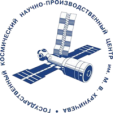 ГОСУДАРСТВЕННЫЙ КОСМИЧЕСКИЙ НАУЧНО-ПРОИЗВОДСТВЕННЫЙ ЦЕНТР им. М. В. ХРУНИЧЕВА